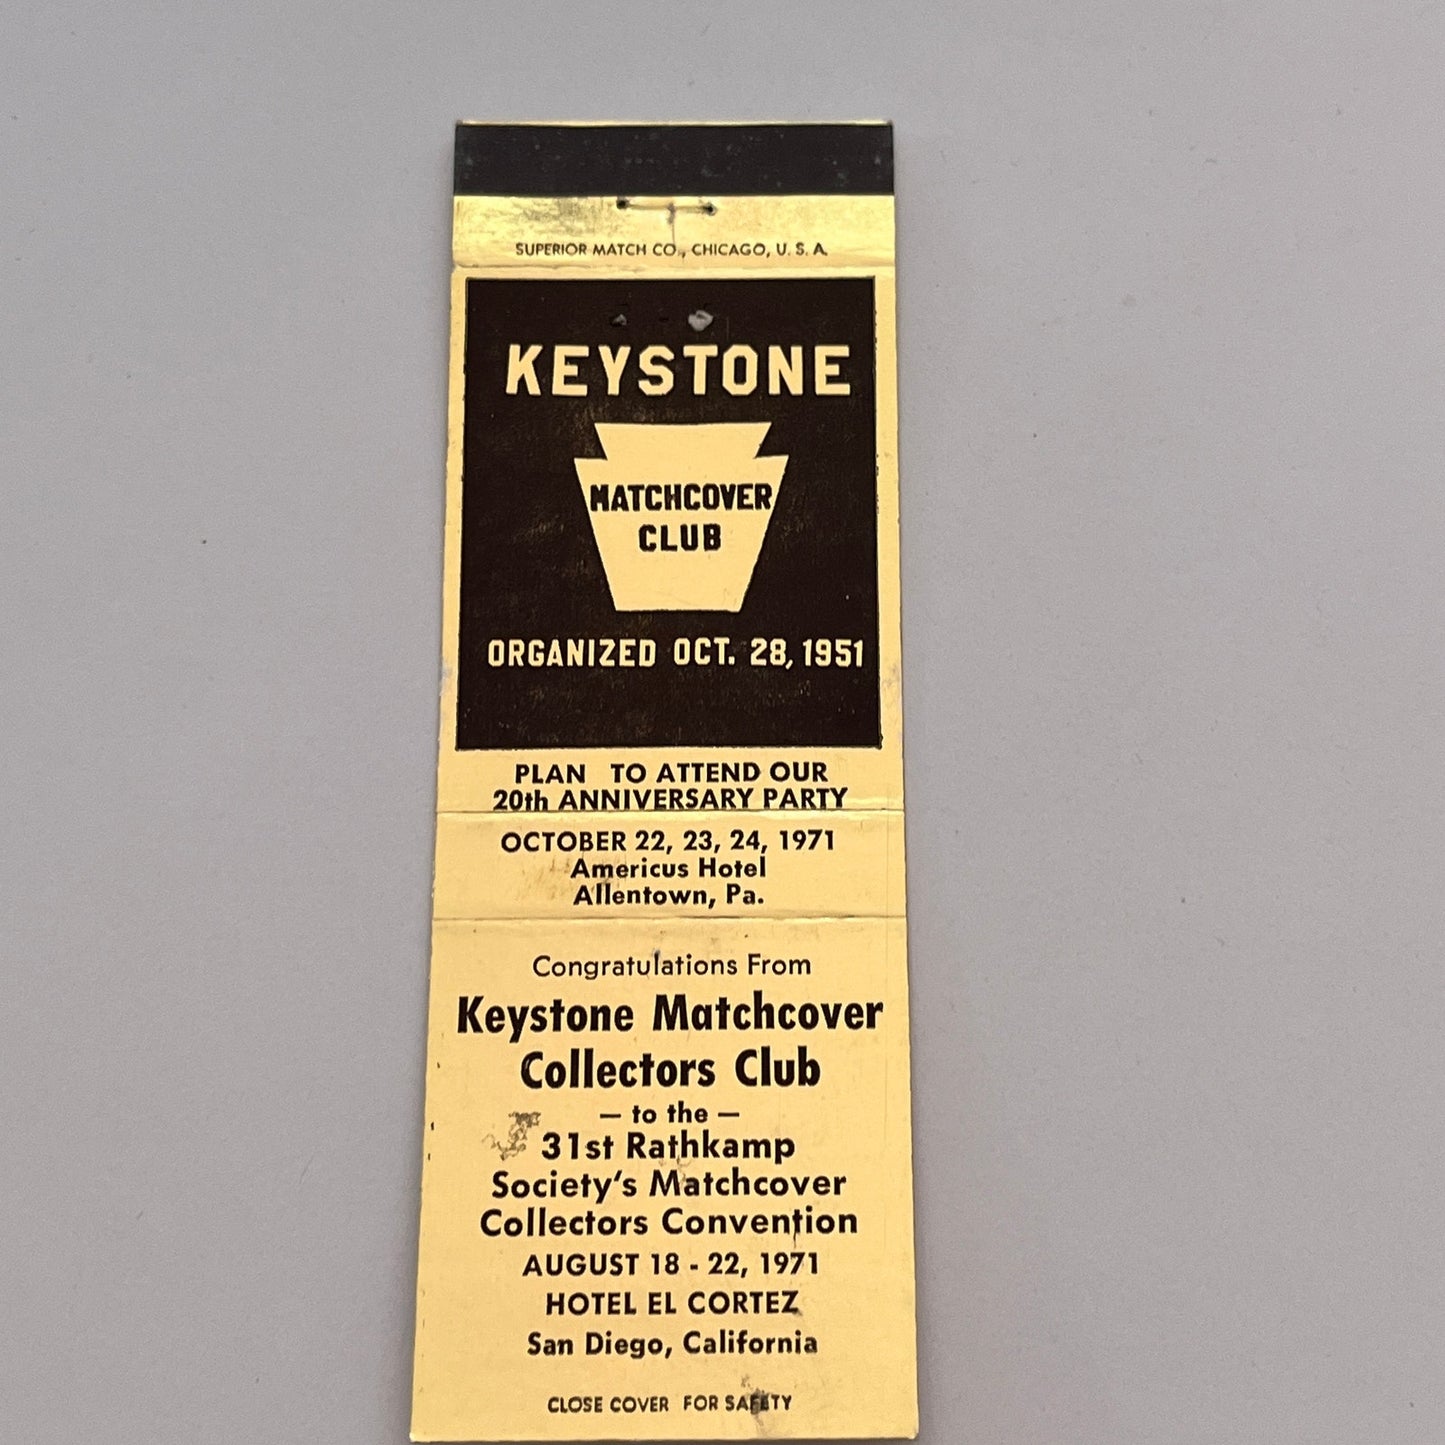 SUPERIOR MATCH CO., CHICAGO, U. S. A.
KEYSTONE
MATCHCOVER
CLUB
ORGANIZED OCT. 28, 1951
PLAN TO ATTEND OUR
20th ANNIVERSARY PARTY
OCTOBER 22, 23, 24, 1971
Americus Hotel
Allentown, Pa.
Congratulations From
Keystone Matchcover
Collectors Club
— to the —
31st Rathkamp
Society's Matchcover
Collectors Convention
AUGUST 18 - 22, 1971
HOTEL EL CORTEZ
San Diego, California
CLOSE COVER FOR SAFETY